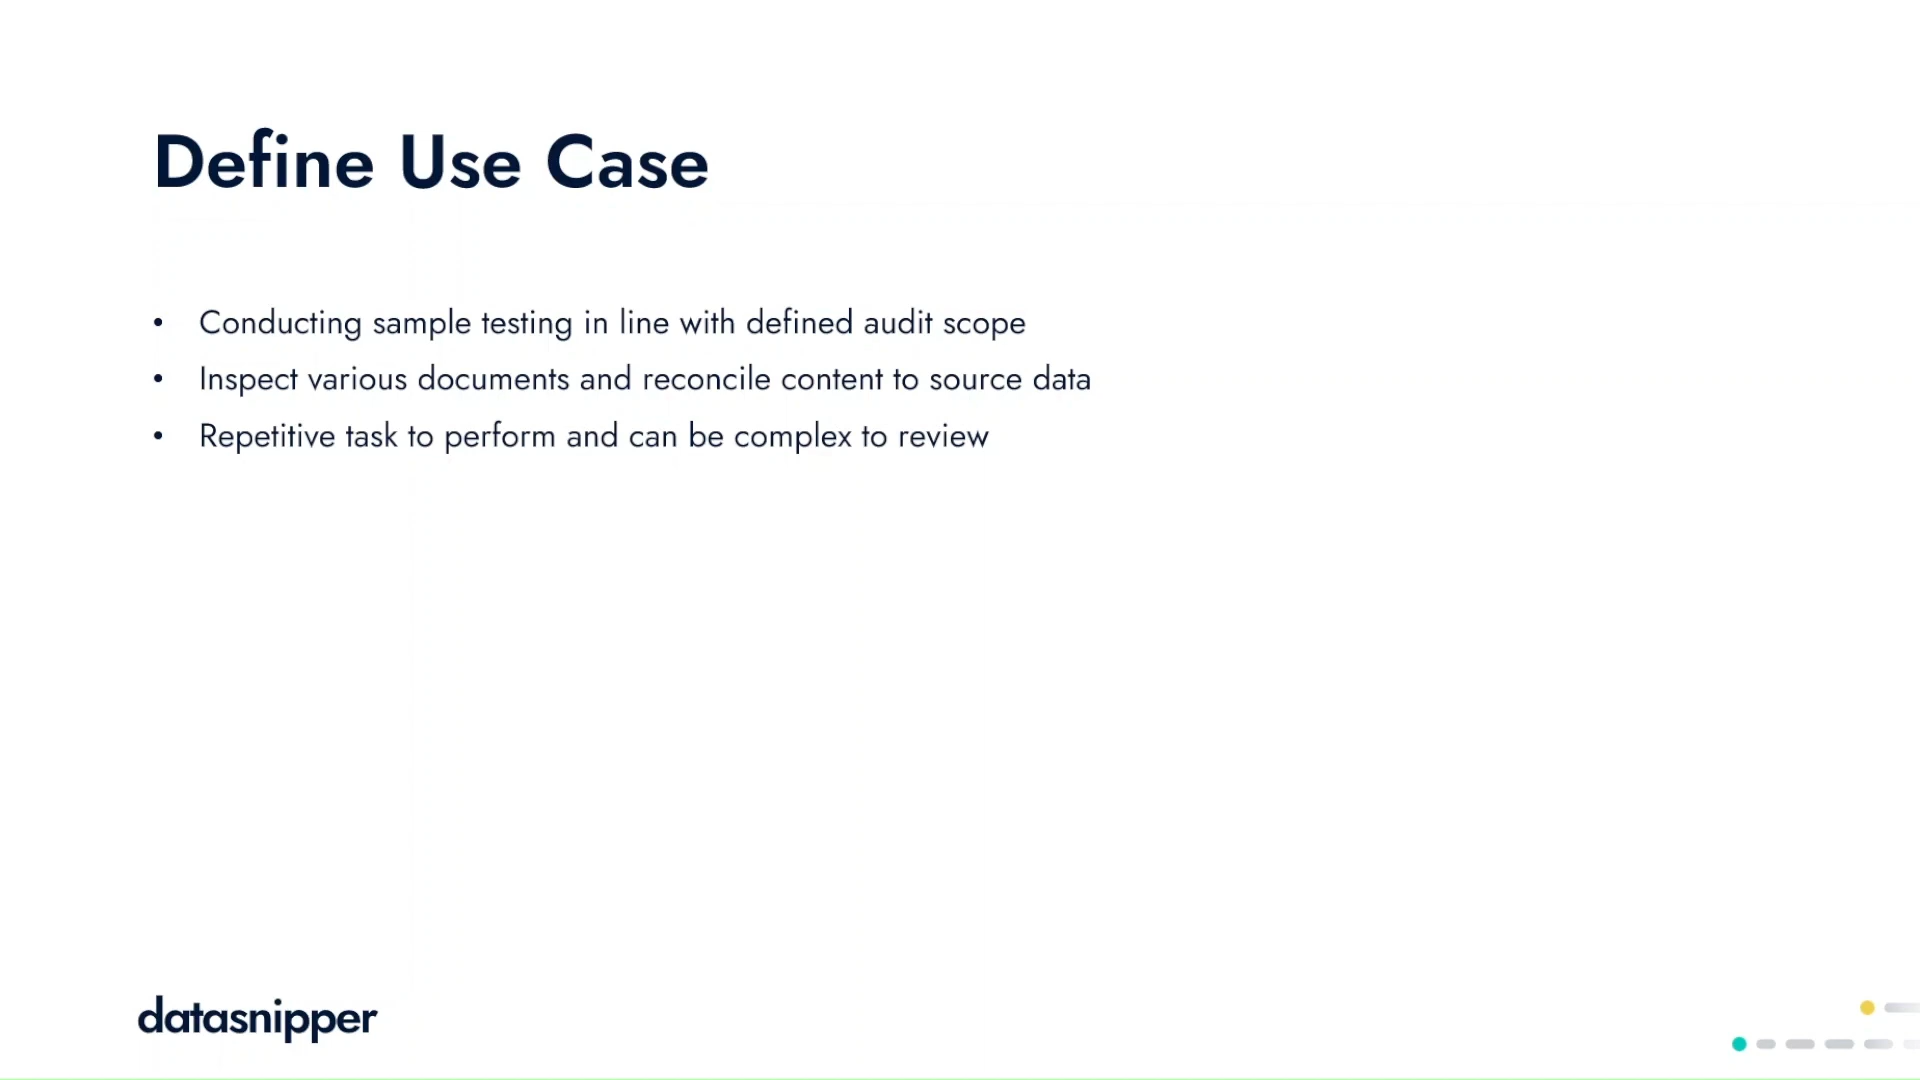 Define Use Case
• Conducting sample testing in line with defined audit scope
• Inspect various documents and reconcile content to source data
• Repetitive task to perform and can be complex to review
datasnipper